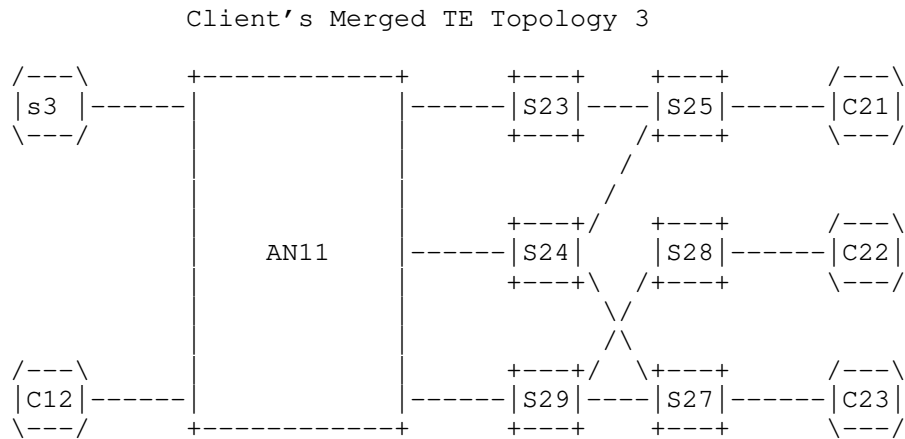 Client's Merged TE Topology 3
s3 S23 S25 C21
AN11 S24 S28 C22
C12 S29 S27 C23